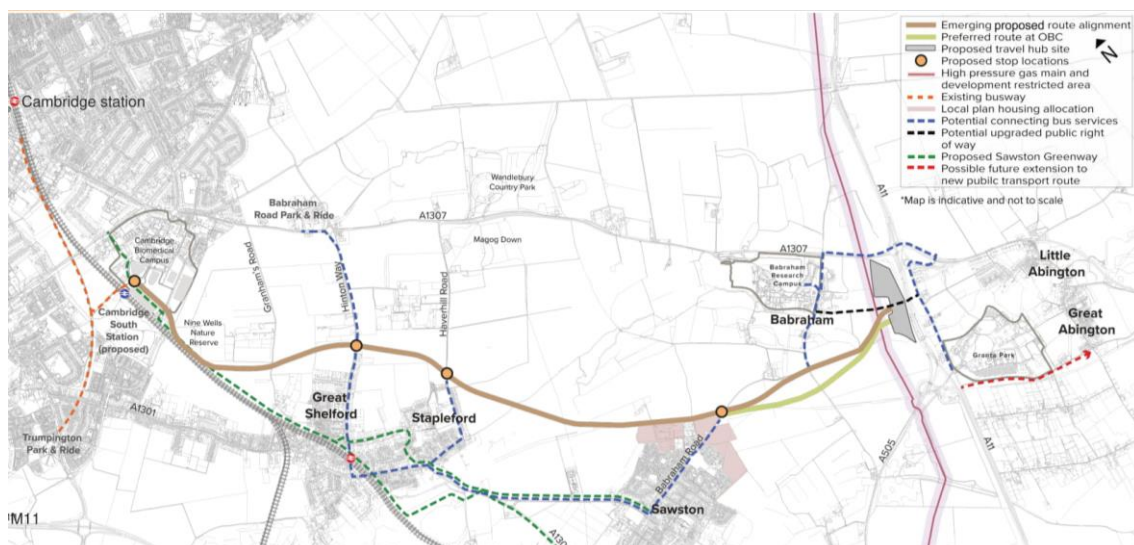 Emerging proposed route alignment
Preferred route at OBC
Proposed travel hub site
Proposed stop locations
High pressure gas main and
development restricted area
Existing busway
Local plan housing allocation
Potential connecting bus services
Potential upgraded public right
of way
Proposed Sawston Greenway
Possible future extension to
new public transport route
*Map is indicative and not to scale
N
Cambridge station
Cambridge
Biomedical
Campus
Cambridge
South
Station
(proposed)
Nine Wells
Nature
Reserve
Granham's Road
Babraham
Road Park & Ride
Hinton Way
A1307
Wandlebury
Country Park
Magog Down
Haverhill Road
Great
Shelford
Stapleford
A1301
Trumpington
Park & Ride
M11
Babraham Road
Sawston
A1307
Babraham
Research
Campus
Babraham
A11
Little
Abington
Great
Abington
Granta Park
A505
A11